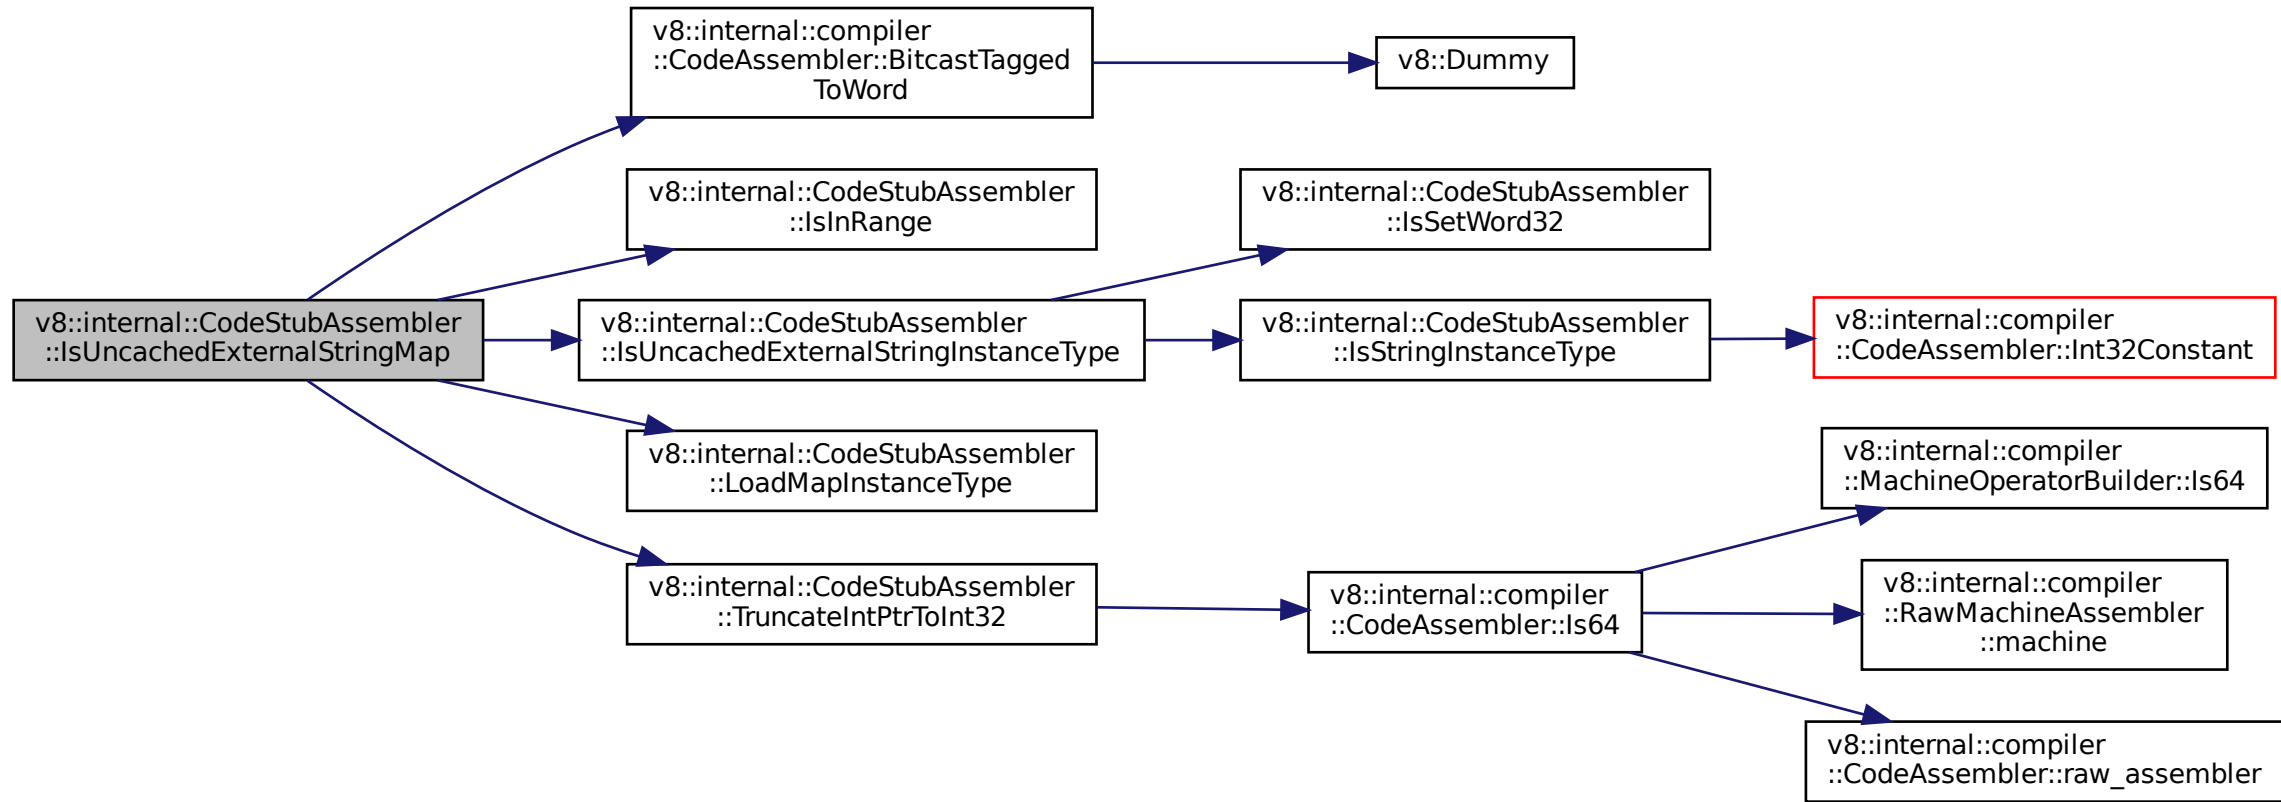 v8::internal::CodeStubAssembler
::IsUncachedExternalStringMap
v8::internal::compiler
::CodeAssembler::BitcastTagged
ToWord
v8::Dummy
v8::internal::CodeStubAssembler
::IsInRange
v8::internal::CodeStubAssembler
::IsUncachedExternalStringInstanceType
v8::internal::CodeStubAssembler
::IsSetWord32
v8::internal::CodeStubAssembler
::IsStringInstanceType
v8::internal::compiler
::CodeAssembler::Int32Constant
v8::internal::CodeStubAssembler
::LoadMapInstanceType
v8::internal::CodeStubAssembler
::TruncateIntPtrToInt32
v8::internal::compiler
::CodeAssembler::Is64
v8::internal::compiler
::MachineOperatorBuilder::Is64
v8::internal::compiler
::RawMachineAssembler
::machine
v8::internal::compiler
::CodeAssembler::raw_assembler